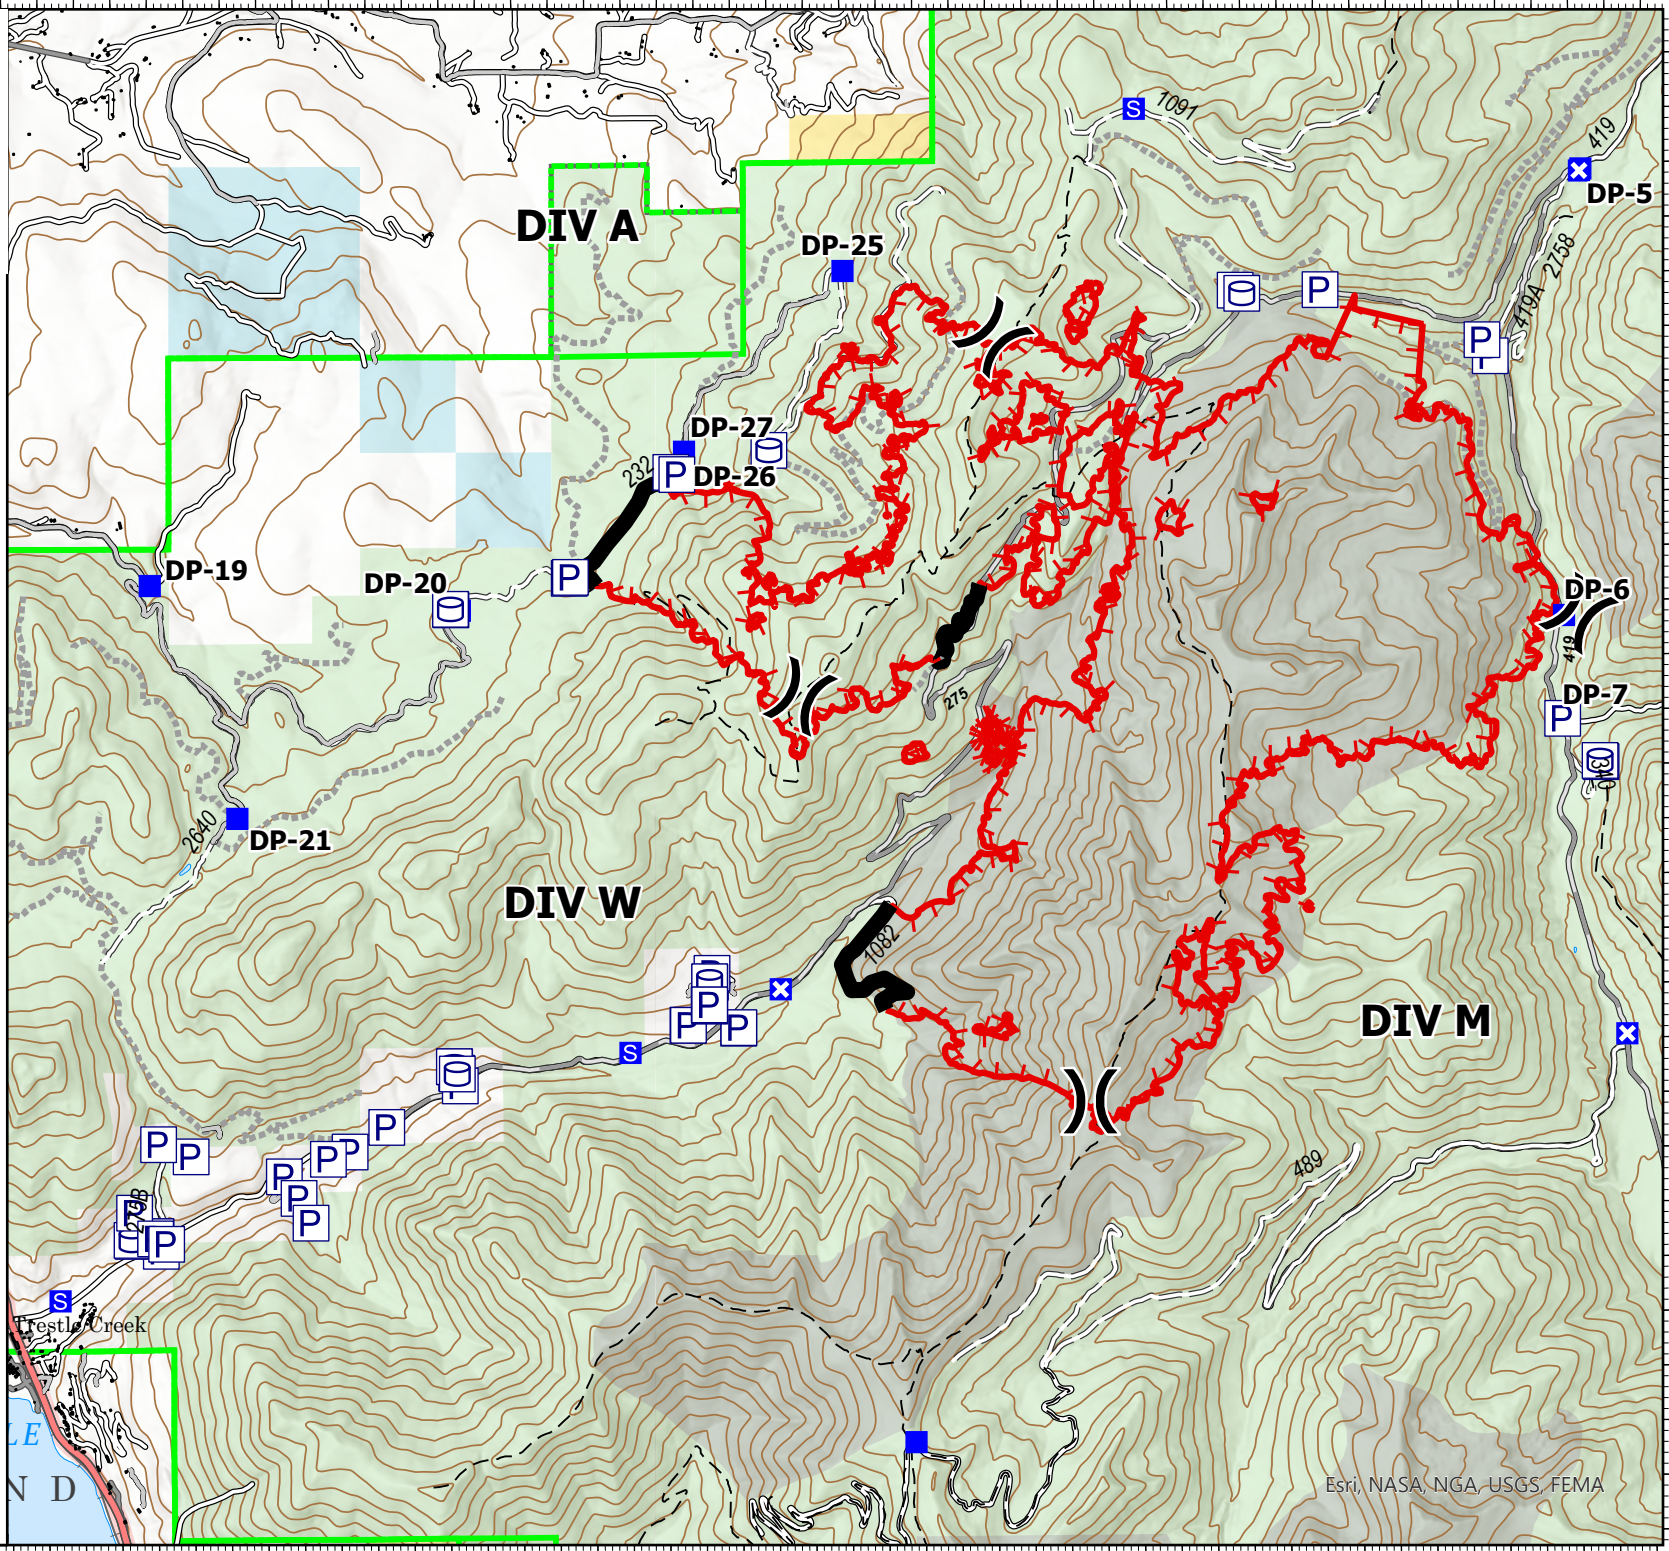 1091
S
419
DP-5
DIV A
DP-25
2758
P
419A
P
P
DP-27
232
P
DP-26
DP-19
DP-20
P
DP-6
419
DP-7
275
P
2640
DP-21
DIV W
1082
P
P
P
DIV M
S
P
P
P
P
P
489
P
P
P
P
275B
P
S
Trestle Creek
LE
N D
Esri, NASA, NGA, USGS, FEMA